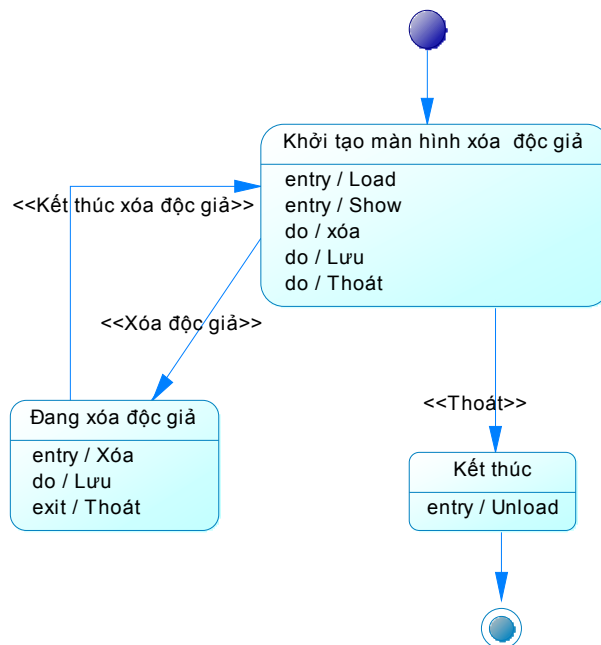 Khởi tạo màn hình xóa độc giả
entry / Load
entry / Show
do / xóa
do / Lưu
do / Thoát
<<Kết thúc xóa độc giả>>
<<Xóa độc giả>>
<<Thoát>>
Đang xóa độc giả
entry / Xóa
do / Lưu
exit / Thoát
Kết thúc
entry / Unload